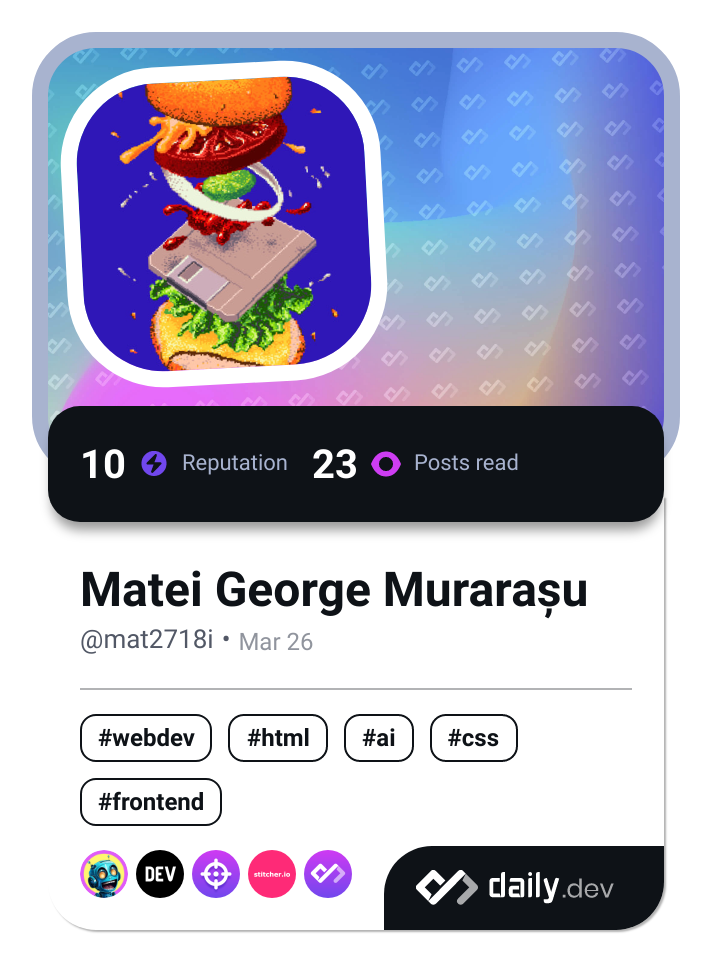 10 Reputation 23 Posts read
Matei George Murarașu
@mat2718i • Mar 26
#webdev #html #ai #css
#frontend
DEV stitcher.io
daily.dev